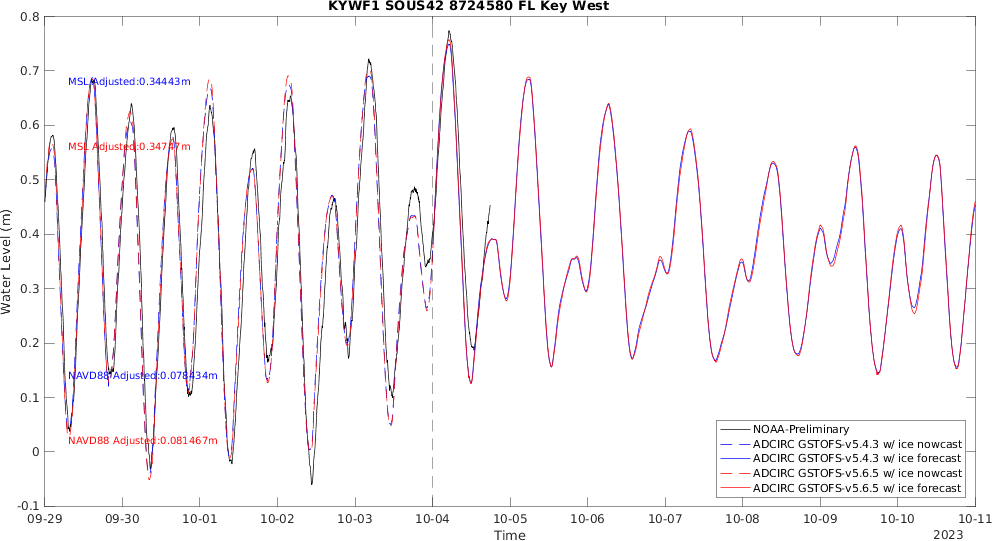 KYWF1 SOUS42 8724580 FL Key West
0.8
0.7
0.6
0.5
0.4
0.3
0.2
0.1
0
-0.1
Water Level (m)
MSL Adjusted:0.34443m
MSL Adjusted:0.34747m
NAVD88 Adjusted:0.078434m
NAVD88 Adjusted:0.081467m
NOAA-Preliminary
ADCIRC GSTOFS-v5.4.3 w/ ice nowcast
ADCIRC GSTOFS-v5.4.3 w/ ice forecast
ADCIRC GSTOFS-v5.6.5 w/ ice nowcast
ADCIRC GSTOFS-v5.6.5 w/ ice forecast
09-29 09-30 10-01 10-02 10-03 10-04 10-05 10-06 10-07 10-08 10-09 10-10 10-11
Time
2023